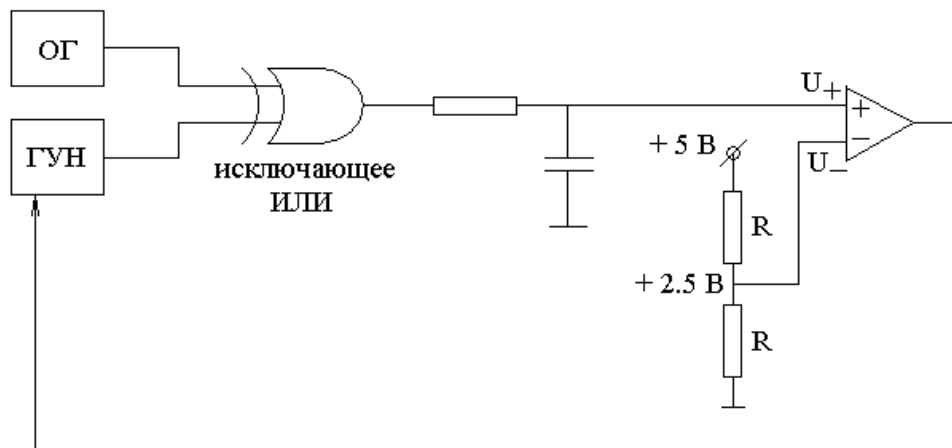 ОГ
ГУН
исключающее
ИЛИ
+ 5 В
U+
+
−
U−
R
+ 2.5 В
R